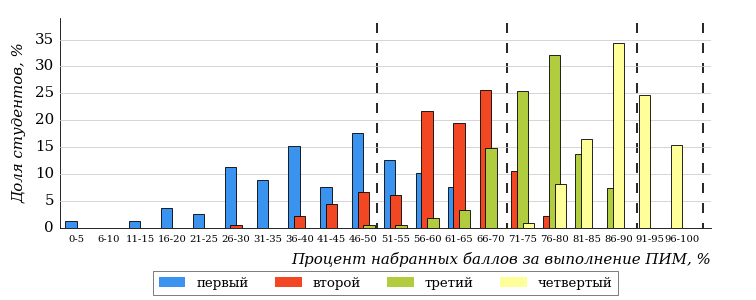 Доля студентов, %
35
30
25
20
15
10
5
0
0-5 6-10 11-15 16-20 21-25 26-30 31-35 36-40 41-45 46-50 51-55 56-60 61-65 66-70 71-75 76-80 81-85 86-90 91-95 96-100
Процент набранных баллов за выполнение ПИМ, %
первый второй третий четвертый